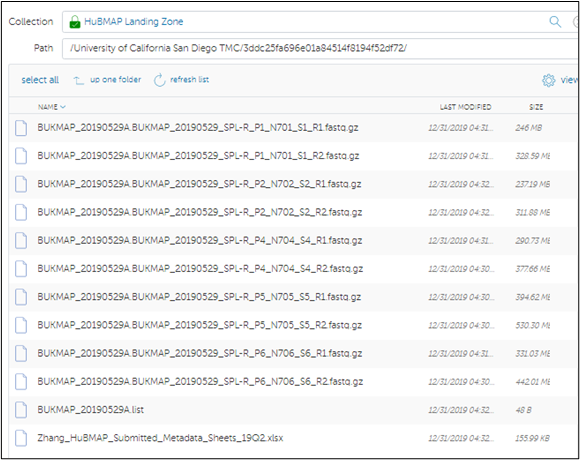 Collection HuBMAP Landing Zone
Path /University of California San Diego TMC/3ddc25fa696e01a84514f8194f52df72/
select all up one folder refresh list view
NAME LAST MODIFIED SIZE
BUKMAP_20190529A.BUKMAP_20190529_SPL-R_P1_N701_S1_R1.fastq.gz 12/31/2019 04:31... 246 MB
BUKMAP_20190529A.BUKMAP_20190529_SPL-R_P1_N701_S1_R2.fastq.gz 12/31/2019 04:31... 328.59 MB
BUKMAP_20190529A.BUKMAP_20190529_SPL-R_P2_N702_S2_R1.fastq.gz 12/31/2019 04:32... 237.19 MB
BUKMAP_20190529A.BUKMAP_20190529_SPL-R_P2_N702_S2_R2.fastq.gz 12/31/2019 04:32... 311.88 MB
BUKMAP_20190529A.BUKMAP_20190529_SPL-R_P4_N704_S4_R1.fastq.gz 12/31/2019 04:31... 290.73 MB
BUKMAP_20190529A.BUKMAP_20190529_SPL-R_P4_N704_S4_R2.fastq.gz 12/31/2019 04:30... 377.66 MB
BUKMAP_20190529A.BUKMAP_20190529_SPL-R_P5_N705_S5_R1.fastq.gz 12/31/2019 04:30... 394.62 MB
BUKMAP_20190529A.BUKMAP_20190529_SPL-R_P5_N705_S5_R2.fastq.gz 12/31/2019 04:30... 530.30 MB
BUKMAP_20190529A.BUKMAP_20190529_SPL-R_P6_N706_S6_R1.fastq.gz 12/31/2019 04:31... 331.03 MB
BUKMAP_20190529A.BUKMAP_20190529_SPL-R_P6_N706_S6_R2.fastq.gz 12/31/2019 04:30... 442.01 MB
BUKMAP_20190529A.list 12/31/2019 04:32... 48 B
Zhang_HuBMAP_Submitted_Metadata_Sheets_19Q2.xlsx 12/31/2019 04:32... 155.99 KB